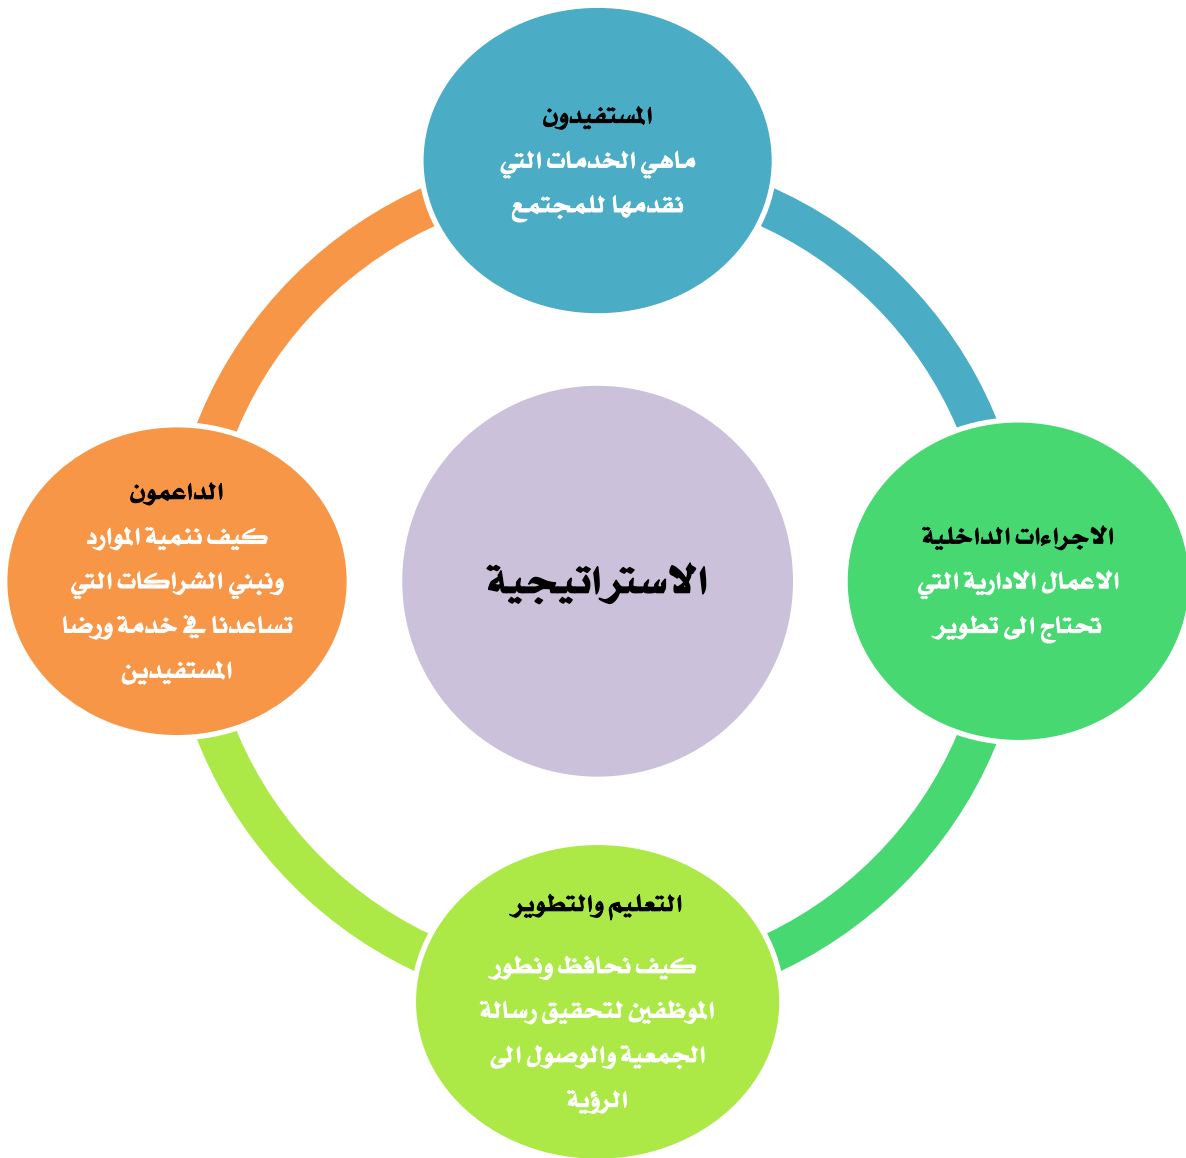 المستفيدون
ماهي الخدمات التي
نقدمها للمجتمع
الاجراءات الداخلية
الاعمال الادارية التي
تحتاج الى تطوير
التعليم والتطوير
كيف نحافظ ونطور
الموظفين لتحقيق رسالة
الجمعية والوصول الى
الرؤية
الداعمون
كيف ننمية الموارد
ونبني الشراكات التي
تساعدنا في خدمة ورضا
المستفيدين
الاستراتيجية